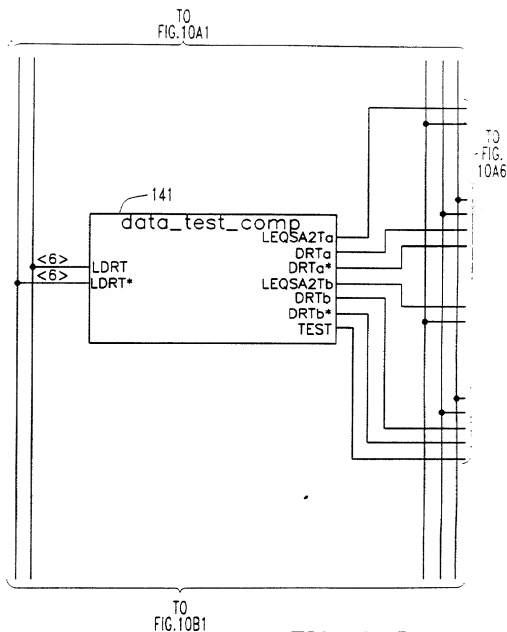 TO
FIG.10A1
TO
FIG.
10A6
141
data_test_comp
LEQSA2Ta
DRTa
DRTa*
LEQSA2Tb
DRTb
DRTb*
TEST
<6>
LDRT
<6>
LDRT*
TO
FIG.10B1